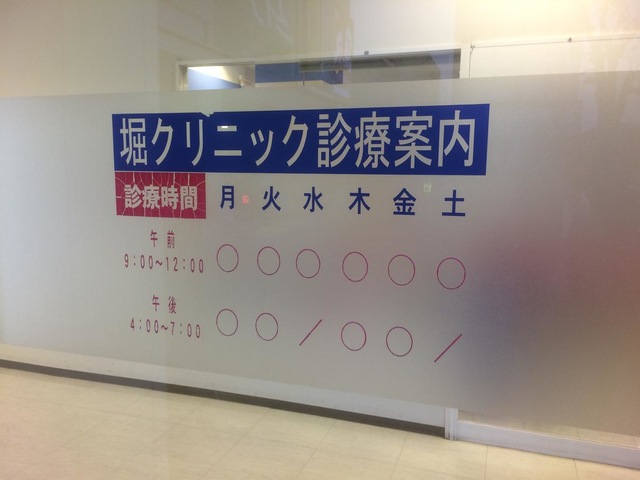 堀クリニック診療案内
診療時間 月 火 水 木 金 土
午前
9:00～12:00 ○ ○ ○ ○ ○ ○
午後
4:00～7:00 ○ ○ ／ ○ ○ ／